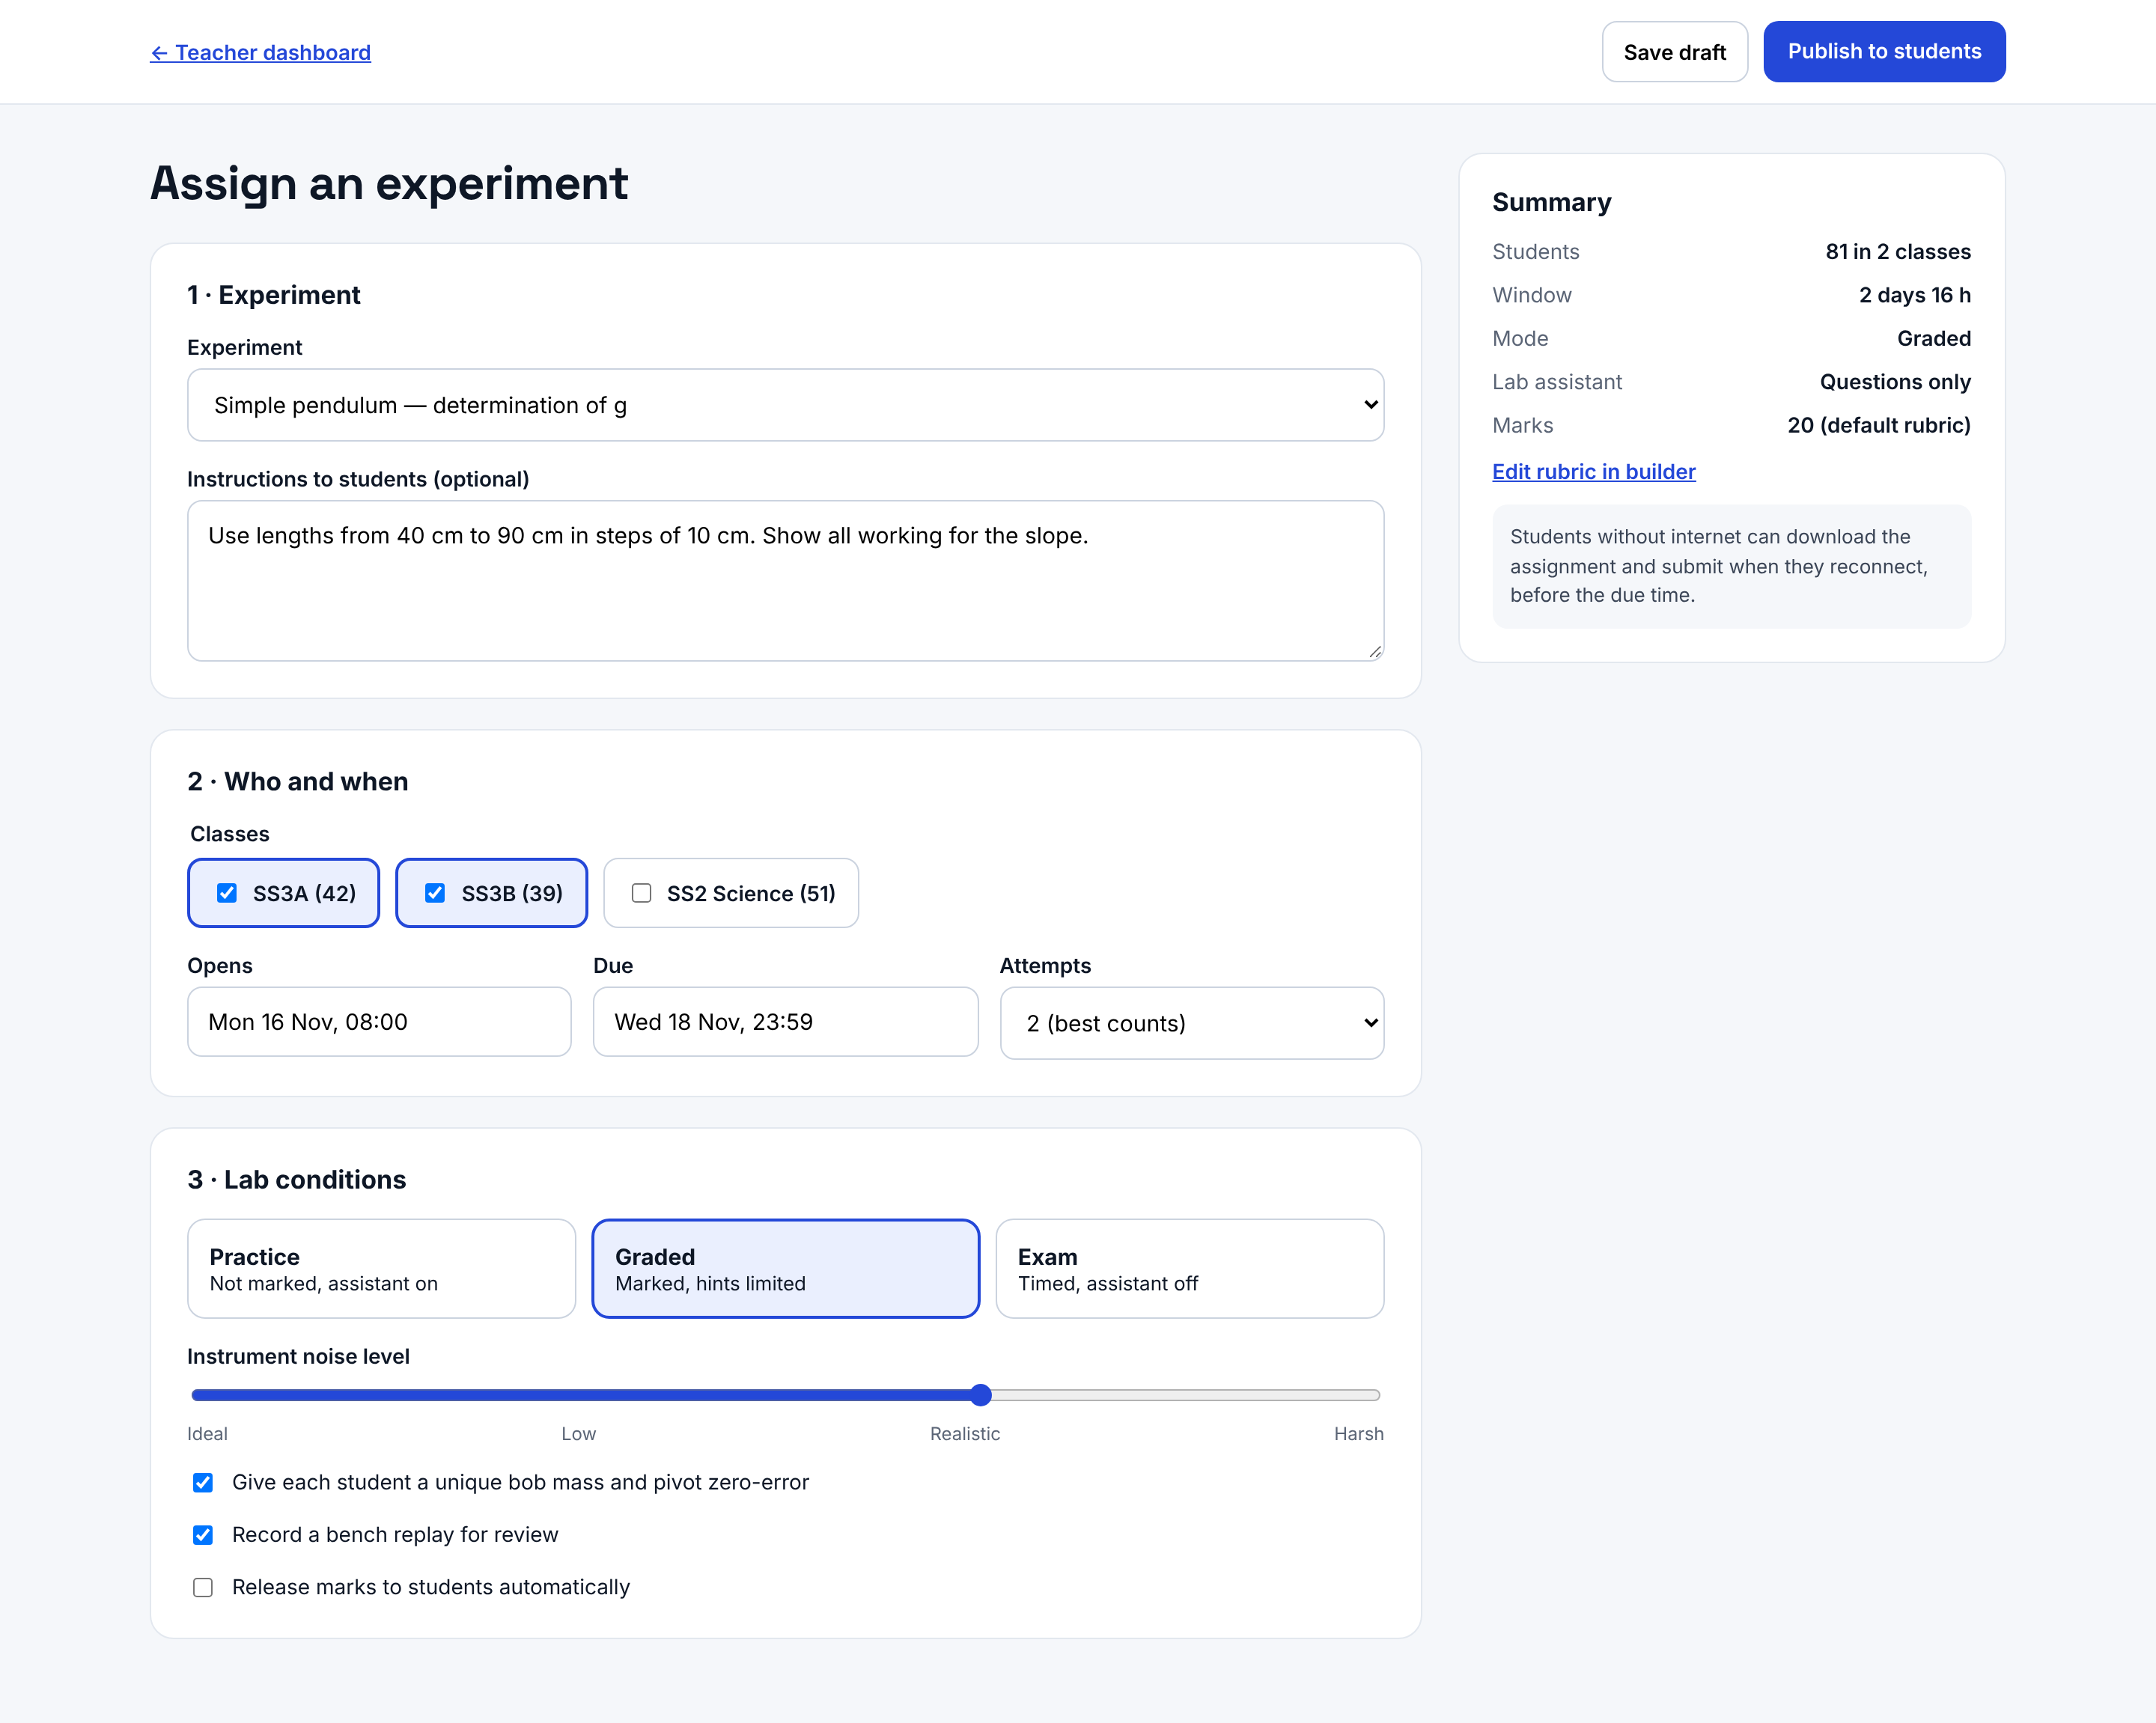 ← Teacher dashboard
Save draft
Publish to students
Assign an experiment
1 · Experiment
Experiment
Simple pendulum — determination of g
Instructions to students (optional)
Use lengths from 40 cm to 90 cm in steps of 10 cm. Show all working for the slope.
2 · Who and when
Classes
SS3A (42)
SS3B (39)
SS2 Science (51)
Opens
Due
Attempts
Mon 16 Nov, 08:00
Wed 18 Nov, 23:59
2 (best counts)
3 · Lab conditions
Practice
Not marked, assistant on
Graded
Marked, hints limited
Exam
Timed, assistant off
Instrument noise level
Ideal
Low
Realistic
Harsh
Give each student a unique bob mass and pivot zero-error
Record a bench replay for review
Release marks to students automatically
Summary
Students 81 in 2 classes
Window 2 days 16 h
Mode Graded
Lab assistant Questions only
Marks 20 (default rubric)
Edit rubric in builder
Students without internet can download the
assignment and submit when they reconnect,
before the due time.